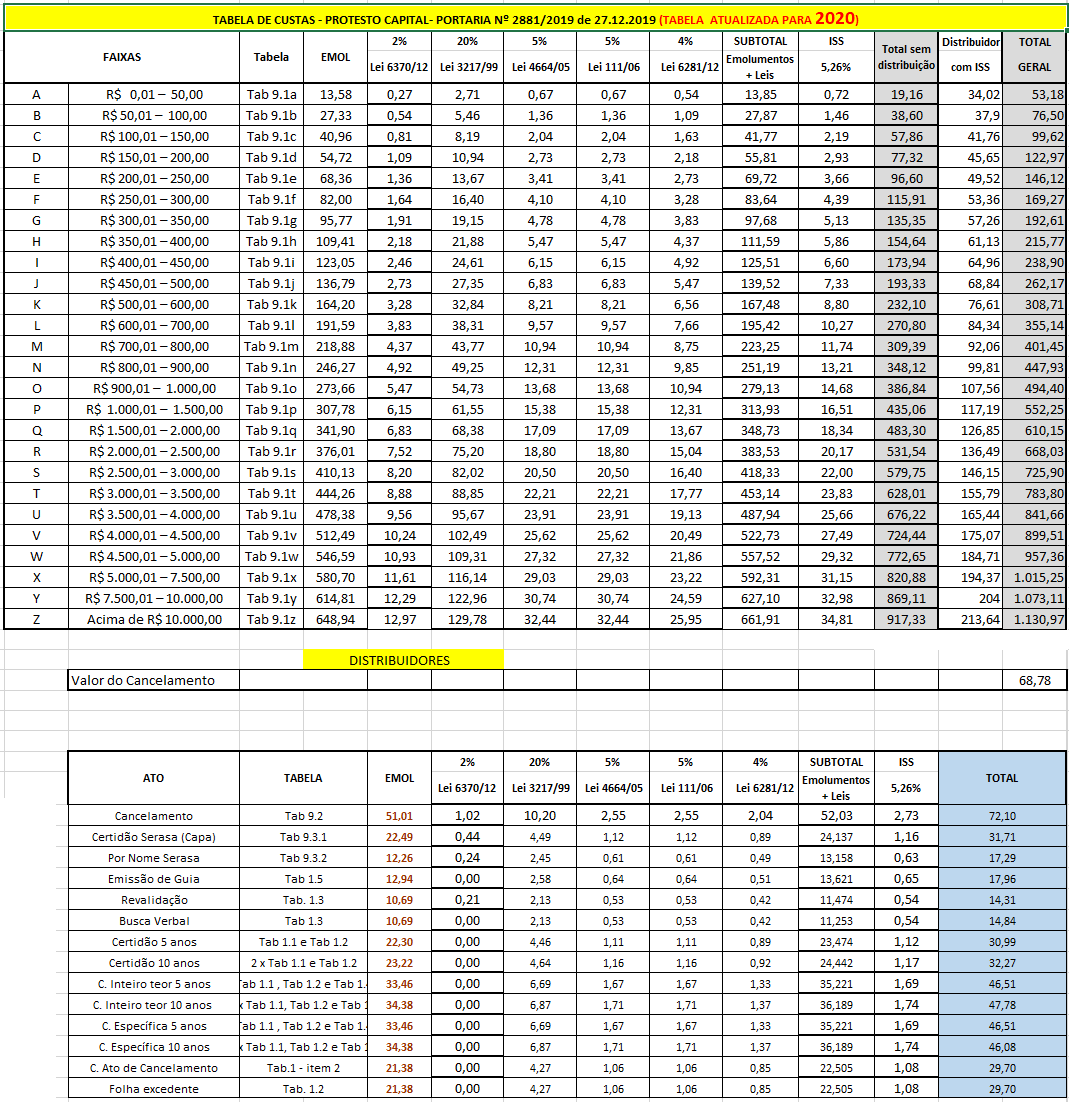 TABELA DE CUSTAS - PROTESTO CAPITAL- PORTARIA Nº 2881/2019 de 27.12.2019 (TABELA ATUALIZADA PARA 2020)
FAIXAS Tabela EMOL 2% 20% 5% 5% 4% SUBTOTAL ISS Total sem distribuição Distribuidor TOTAL
Lei 6370/12 Lei 3217/99 Lei 4664/05 Lei 111/06 Lei 6281/12 Emolumentos + Leis 5,26% com ISS GERAL
A R$ 0,01 – 50,00 Tab 9.1a 13,58 0,27 2,71 0,67 0,67 0,54 13,85 0,72 19,16 34,02 53,18
B R$ 50,01 – 100,00 Tab 9.1b 27,33 0,54 5,46 1,36 1,36 1,09 27,87 1,46 38,60 37,9 76,50
C R$ 100,01 – 150,00 Tab 9.1c 40,96 0,81 8,19 2,04 2,04 1,63 41,77 2,19 57,86 41,76 99,62
D R$ 150,01 – 200,00 Tab 9.1d 54,72 1,09 10,94 2,73 2,73 2,18 55,81 2,93 77,32 45,65 122,97
E R$ 200,01 – 250,00 Tab 9.1e 68,36 1,36 13,67 3,41 3,41 2,73 69,72 3,66 96,60 49,52 146,12
F R$ 250,01 – 300,00 Tab 9.1f 82,00 1,64 16,40 4,10 4,10 3,28 83,64 4,39 115,91 53,36 169,27
G R$ 300,01 – 350,00 Tab 9.1g 95,77 1,91 19,15 4,78 4,78 3,83 97,68 5,13 135,35 57,26 192,61
H R$ 350,01 – 400,00 Tab 9.1h 109,41 2,18 21,88 5,47 5,47 4,37 111,59 5,86 154,64 61,13 215,77
I R$ 400,01 – 450,00 Tab 9.1i 123,05 2,46 24,61 6,15 6,15 4,92 125,51 6,60 173,94 64,96 238,90
J R$ 450,01 – 500,00 Tab 9.1j 136,79 2,73 27,35 6,83 6,83 5,47 139,52 7,33 193,33 68,84 262,17
K R$ 500,01 – 600,00 Tab 9.1k 164,20 3,28 32,84 8,21 8,21 6,56 167,48 8,80 232,10 76,61 308,71
L R$ 600,01 – 700,00 Tab 9.1l 191,59 3,83 38,31 9,57 9,57 7,66 195,42 10,27 270,80 84,34 355,14
M R$ 700,01 – 800,00 Tab 9.1m 218,88 4,37 43,77 10,94 10,94 8,75 223,25 11,74 309,39 92,06 401,45
N R$ 800,01 – 900,00 Tab 9.1n 246,27 4,92 49,25 12,31 12,31 9,85 251,19 13,21 348,12 99,81 447,93
O R$ 900,01 – 1.000,00 Tab 9.1o 273,66 5,47 54,73 13,68 13,68 10,94 279,13 14,68 386,84 107,56 494,40
P R$ 1.000,01 – 1.500,00 Tab 9.1p 307,78 6,15 61,55 15,38 15,38 12,31 313,93 16,51 435,06 117,19 552,25
Q R$ 1.500,01 – 2.000,00 Tab 9.1q 341,90 6,83 68,38 17,09 17,09 13,67 348,73 18,34 483,30 126,85 610,15
R R$ 2.000,01 – 2.500,00 Tab 9.1r 376,01 7,52 75,20 18,80 18,80 15,04 383,53 20,17 531,54 136,49 668,03
S R$ 2.500,01 – 3.000,00 Tab 9.1s 410,13 8,20 82,02 20,50 20,50 16,40 418,33 22,00 579,75 146,15 725,90
T R$ 3.000,01 – 3.500,00 Tab 9.1t 444,26 8,88 88,85 22,21 22,21 17,77 453,14 23,83 628,01 155,79 783,80
U R$ 3.500,01 – 4.000,00 Tab 9.1u 478,38 9,56 95,67 23,91 23,91 19,13 487,94 25,66 676,22 165,44 841,66
V R$ 4.000,01 – 4.500,00 Tab 9.1v 512,49 10,24 102,49 25,62 25,62 20,49 522,73 27,49 724,44 175,07 899,51
W R$ 4.500,01 – 5.000,00 Tab 9.1w 546,59 10,93 109,31 27,32 27,32 21,86 557,52 29,32 772,65 184,71 957,36
X R$ 5.000,01 – 7.500,00 Tab 9.1x 580,70 11,61 116,14 29,03 29,03 23,22 592,31 31,15 820,88 194,37 1.015,25
Y R$ 7.500,01 – 10.000,00 Tab 9.1y 614,81 12,29 122,96 30,74 30,74 24,59 627,10 32,98 869,11 204 1.073,11
Z Acima de R$ 10.000,00 Tab 9.1z 648,94 12,97 129,78 32,44 32,44 25,95 661,91 34,81 917,33 213,64 1.130,97
DISTRIBUIDORES
Valor do Cancelamento 68,78
ATO TABELA EMOL 2% 20% 5% 5% 4% SUBTOTAL ISS TOTAL
Lei 6370/12 Lei 3217/99 Lei 4664/05 Lei 111/06 Lei 6281/12 Emolumentos + Leis 5,26%
Cancelamento Tab 9.2 51,01 1,02 10,20 2,55 2,55 2,04 52,03 2,73 72,10
Certidão Serasa (Capa) Tab 9.3.1 22,49 0,44 4,49 1,12 1,12 0,89 24,137 1,16 31,71
Por Nome Serasa Tab 9.3.2 12,26 0,24 2,45 0,61 0,61 0,49 13,158 0,63 17,29
Emissão de Guia Tab 1.5 12,94 0,00 2,58 0,64 0,64 0,51 13,621 0,65 17,96
Revalidação Tab. 1.3 10,69 0,21 2,13 0,53 0,53 0,42 11,474 0,54 14,31
Busca Verbal Tab 1.3 10,69 0,00 2,13 0,53 0,53 0,42 11,253 0,54 14,84
Certidão 5 anos Tab 1.1 e Tab 1.2 22,30 0,00 4,46 1,11 1,11 0,89 23,474 1,12 30,99
Certidão 10 anos 2 x Tab 1.1 e Tab 1.2 23,22 0,00 4,64 1,16 1,16 0,92 24,442 1,17 32,27
C. Inteiro teor 5 anos Tab 1.1 , Tab 1.2 e Tab 1. 33,46 0,00 6,69 1,67 1,67 1,33 35,221 1,69 46,51
C. Inteiro teor 10 anos x Tab 1.1, Tab 1.2 e Tab 1 34,38 0,00 6,87 1,71 1,71 1,37 36,189 1,74 47,78
C. Específica 5 anos Tab 1.1 , Tab 1.2 e Tab 1. 33,46 0,00 6,69 1,67 1,67 1,33 35,221 1,69 46,51
C. Específica 10 anos x Tab 1.1, Tab 1.2 e Tab 1 34,38 0,00 6,87 1,71 1,71 1,37 36,189 1,74 46,08
C. Ato de Cancelamento Tab.1 - item 2 21,38 0,00 4,27 1,06 1,06 0,85 22,505 1,08 29,70
Folha excedente Tab. 1.2 21,38 0,00 4,27 1,06 1,06 0,85 22,505 1,08 29,70